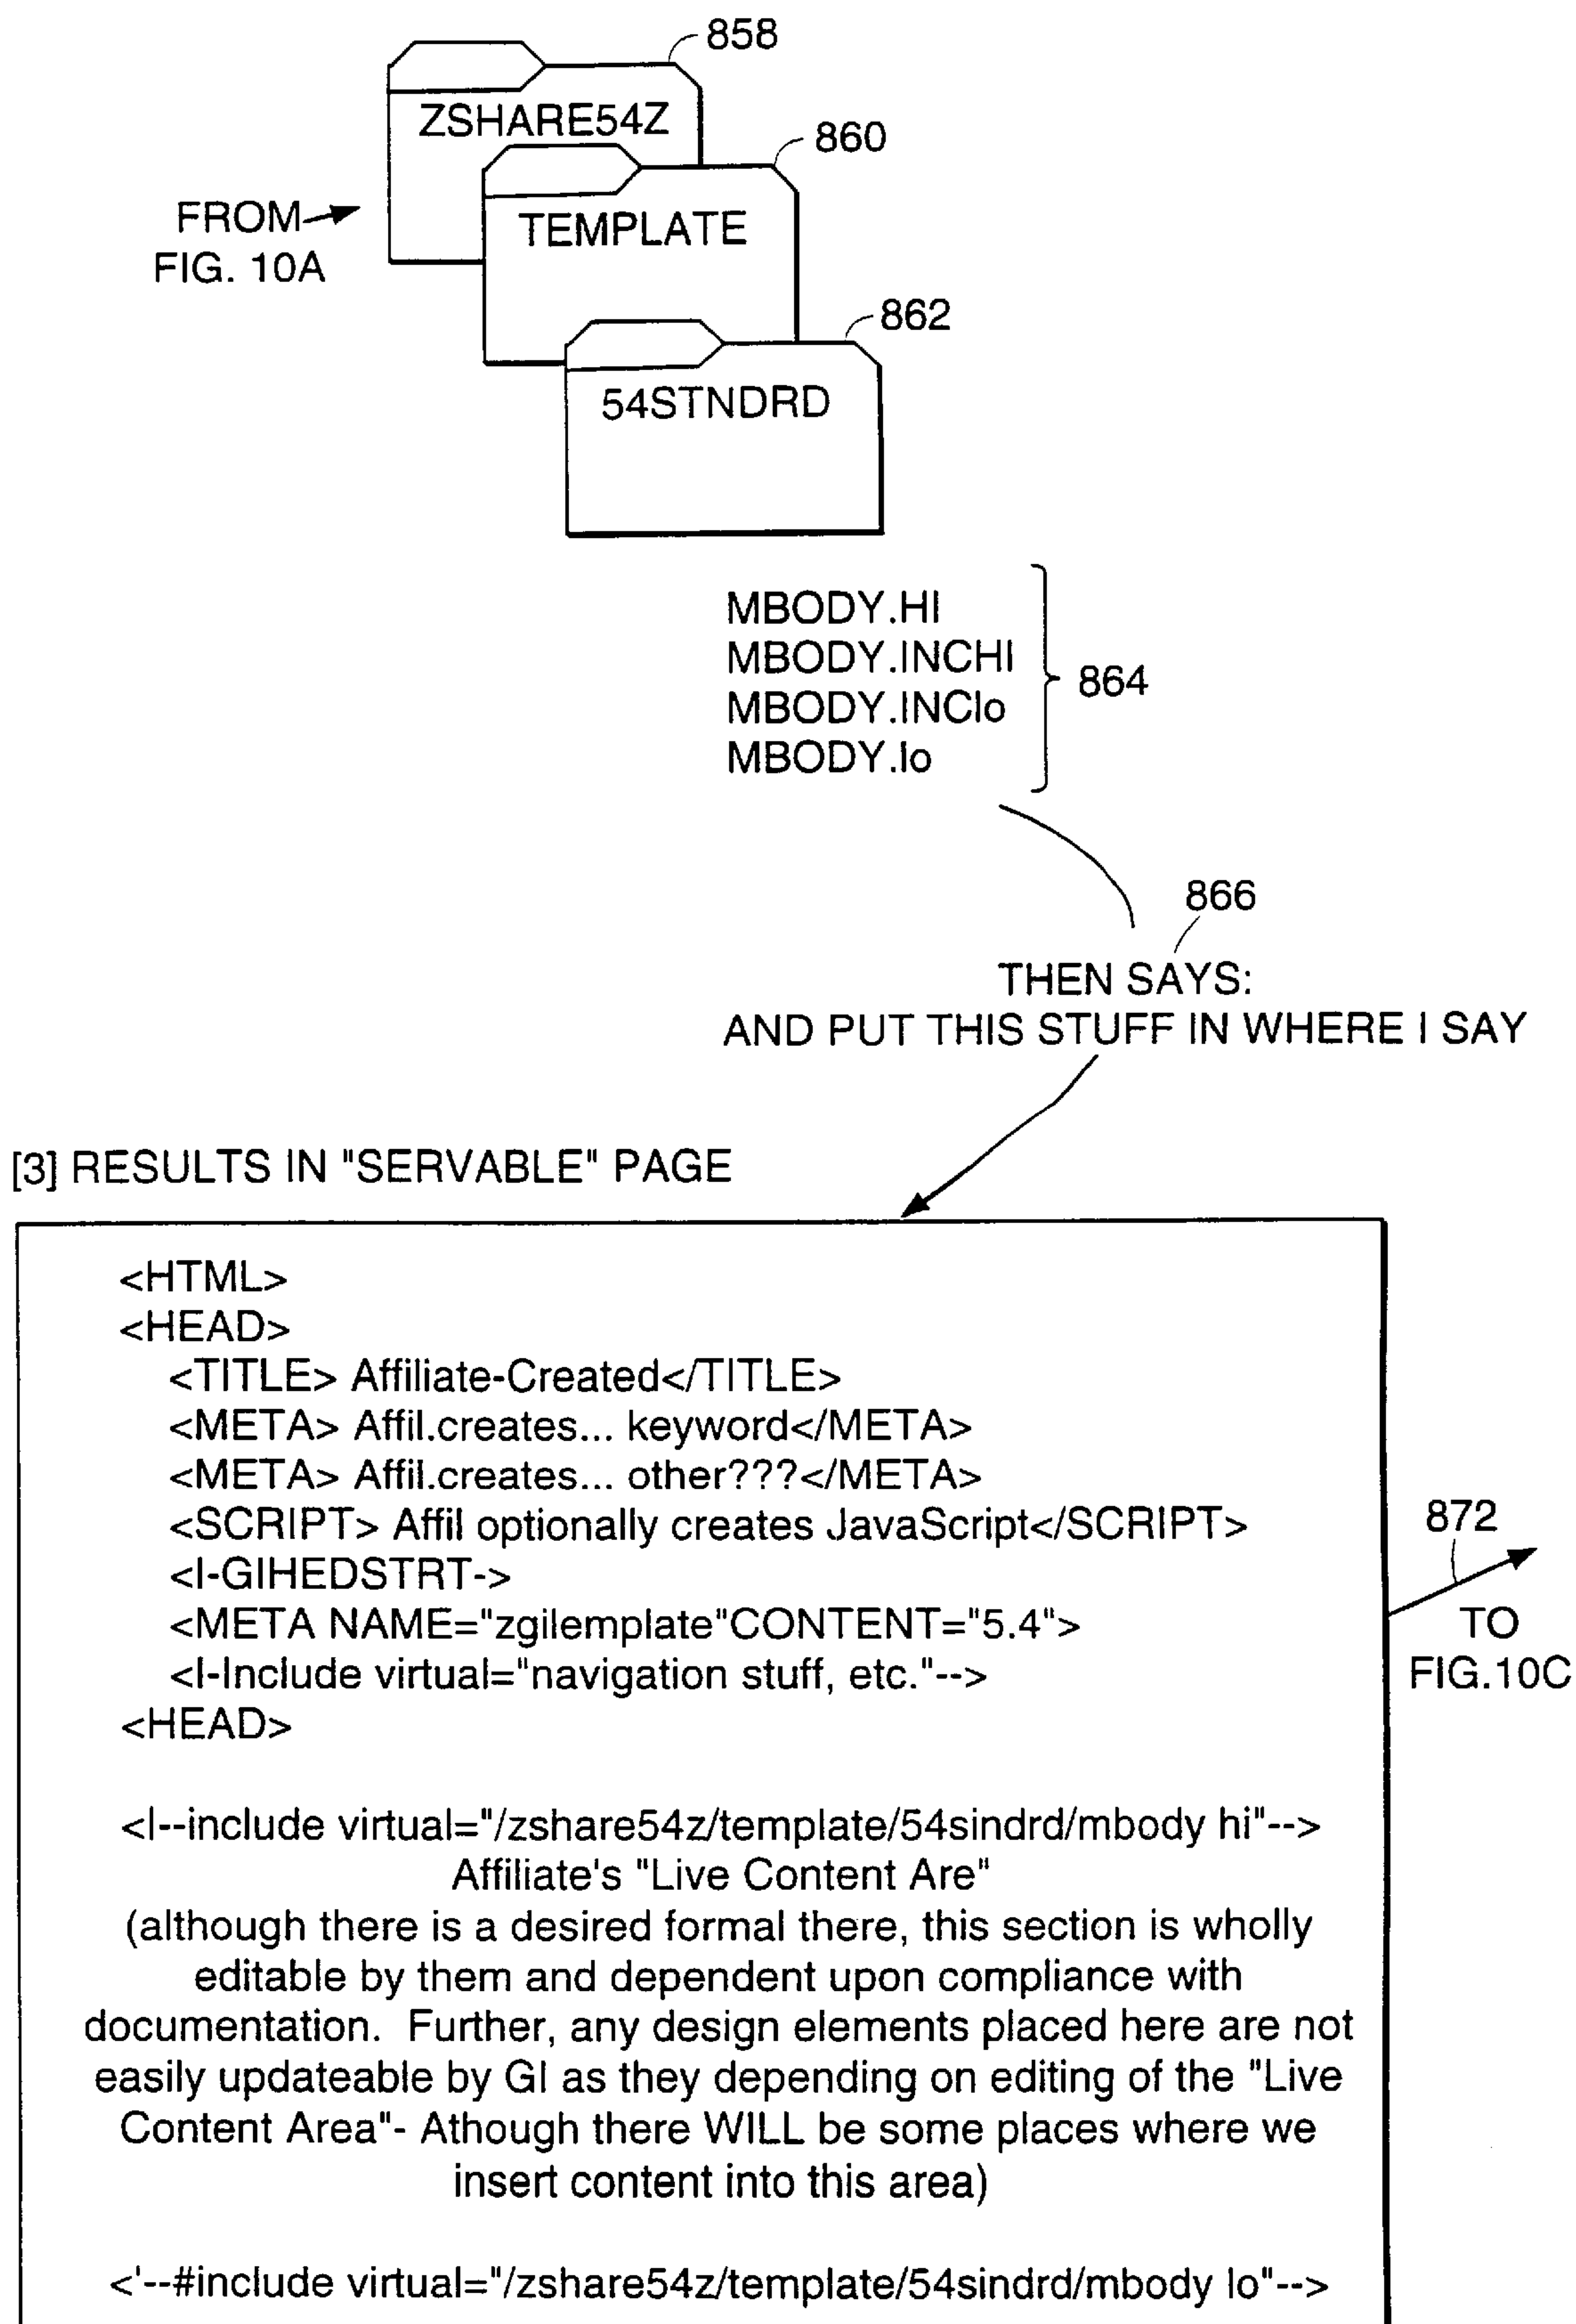 858
ZSHARE54Z
860
FROM
FIG. 10A
TEMPLATE
862
54STNDRD
MBODY.HI
MBODY.INCHI
MBODY.INClo
MBODY.lo
864
866
THEN SAYS:
AND PUT THIS STUFF IN WHERE I SAY
[3] RESULTS IN "SERVABLE" PAGE
<HTML>
<HEAD>
<TITLE> Affiliate-Created</TITLE>
<META> Affil.creates... keyword</META>
<META> Affil.creates... other???</META>
<SCRIPT> Affil optionally creates JavaScript</SCRIPT>
<I-GIHEDSTRT->
<META NAME="zgilemplate"CONTENT="5.4">
<I-Include virtual="navigation stuff, etc."-->
<HEAD>
872
TO
FIG.10C
<I--include virtual="/zshare54z/template/54sindrd/mbody hi"-->
Affiliate's "Live Content Are"
(although there is a desired formal there, this section is wholly
editable by them and dependent upon compliance with
documentation. Further, any design elements placed here are not
easily updateable by GI as they depending on editing of the "Live
Content Area"- Athough there WILL be some places where we
insert content into this area)
<'--#include virtual="/zshare54z/template/54sindrd/mbody lo"-->